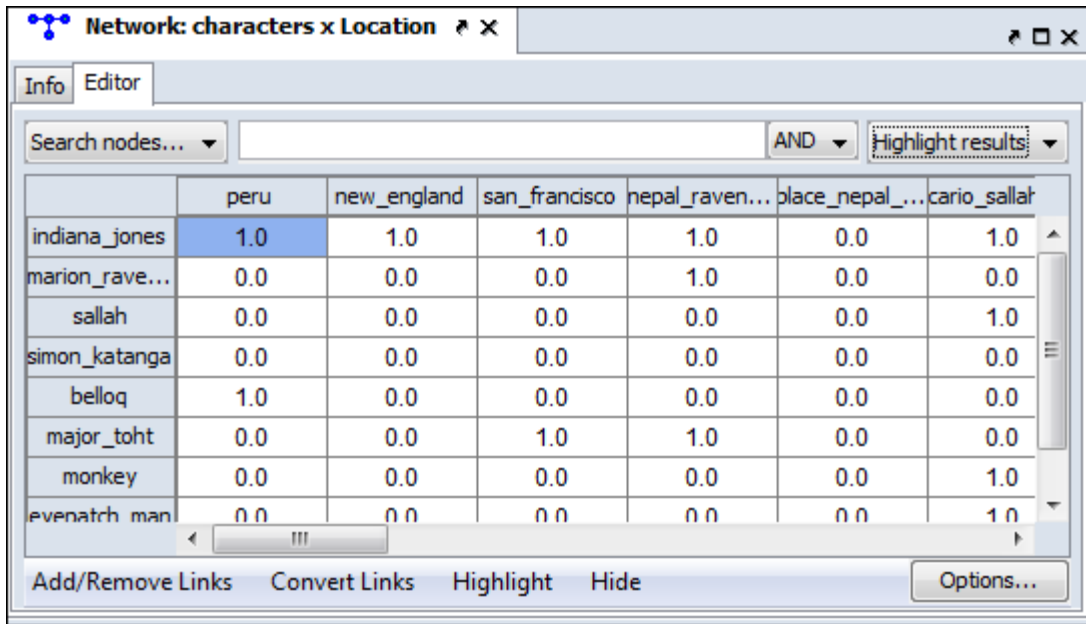 Network: characters x Location
Info Editor
Search nodes... AND Highlight results
peru new_england san_francisco nepal_raven... place_nepal_... cario_sallah
indiana_jones 1.0 1.0 1.0 1.0 0.0 1.0
marion_rave... 0.0 0.0 0.0 1.0 0.0 0.0
sallah 0.0 0.0 0.0 0.0 0.0 1.0
simon_katanga 0.0 0.0 0.0 0.0 0.0 0.0
belloq 1.0 0.0 0.0 0.0 0.0 0.0
major_toht 0.0 0.0 1.0 1.0 0.0 0.0
monkey 0.0 0.0 0.0 0.0 0.0 1.0
eyepatch_man 0.0 0.0 0.0 0.0 0.0 1.0
Add/Remove Links Convert Links Highlight Hide Options...